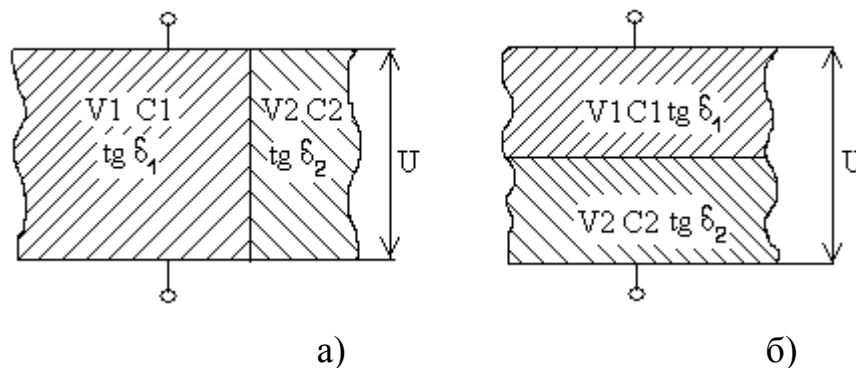 V1 C1
tg δ₁
V2 C2
tg δ₂
U
а)
V1 C1 tg δ₁
V2 C2 tg δ₂
U
б)